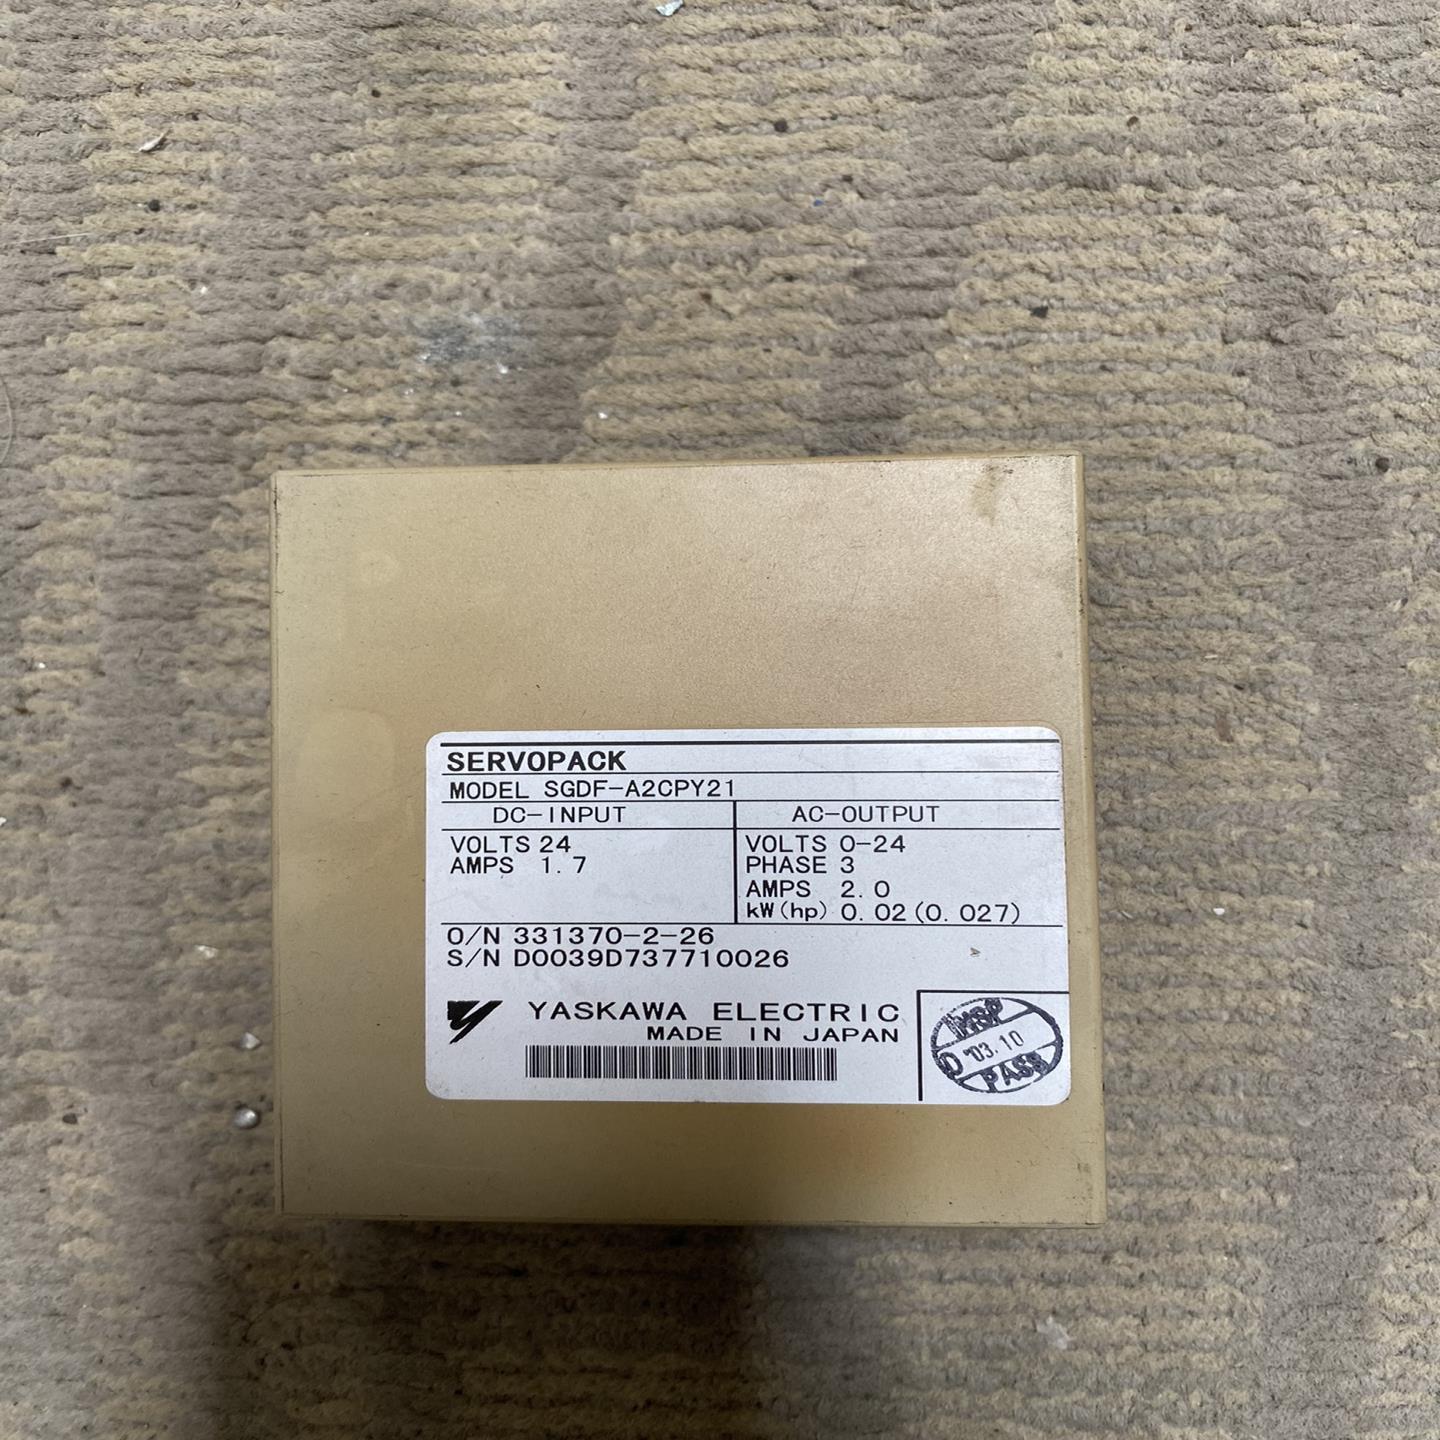 SERVOPACK
MODEL SGDF-A2CPY21
DC-INPUT AC-OUTPUT
VOLTS 24 VOLTS 0-24
AMPS 1.7 PHASE 3
AMPS 2.0
kW(hp) 0.02(0.027)
O/N 331370-2-26
S/N D0039D737710026
YASKAWA ELECTRIC
MADE IN JAPAN
INSP
D '03.10
PASS